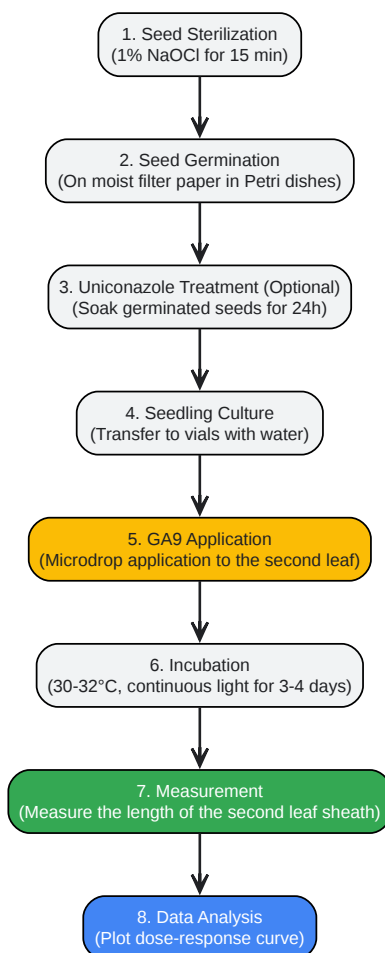 1. Seed Sterilization
(1% NaOCl for 15 min)
2. Seed Germination
(On moist filter paper in Petri dishes)
3. Uniconazole Treatment (Optional)
(Soak germinated seeds for 24h)
4. Seedling Culture
(Transfer to vials with water)
5. GA9 Application
(Microdrop application to the second leaf)
6. Incubation
(30-32°C, continuous light for 3-4 days)
7. Measurement
(Measure the length of the second leaf sheath)
8. Data Analysis
(Plot dose-response curve)